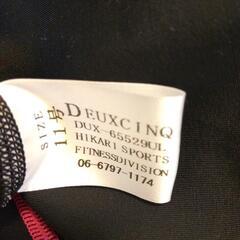 SIZE
11号
DEUXCINQ
DUX-65529UL
HIKARI SPORTS
FITNESSDIVISION
06-6797-1174